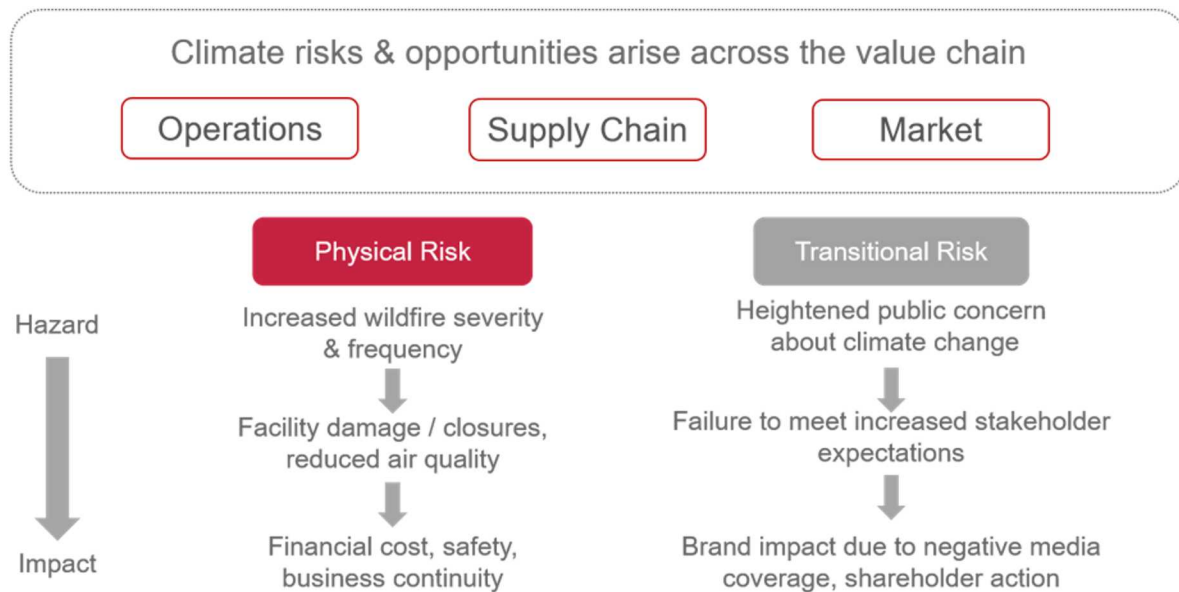 Climate risks & opportunities arise across the value chain
Operations
Supply Chain
Market
Physical Risk
Transitional Risk
Hazard
Increased wildfire severity
& frequency
Heightened public concern
about climate change
Facility damage / closures,
reduced air quality
Failure to meet increased stakeholder
expectations
Impact
Financial cost, safety,
business continuity
Brand impact due to negative media
coverage, shareholder action